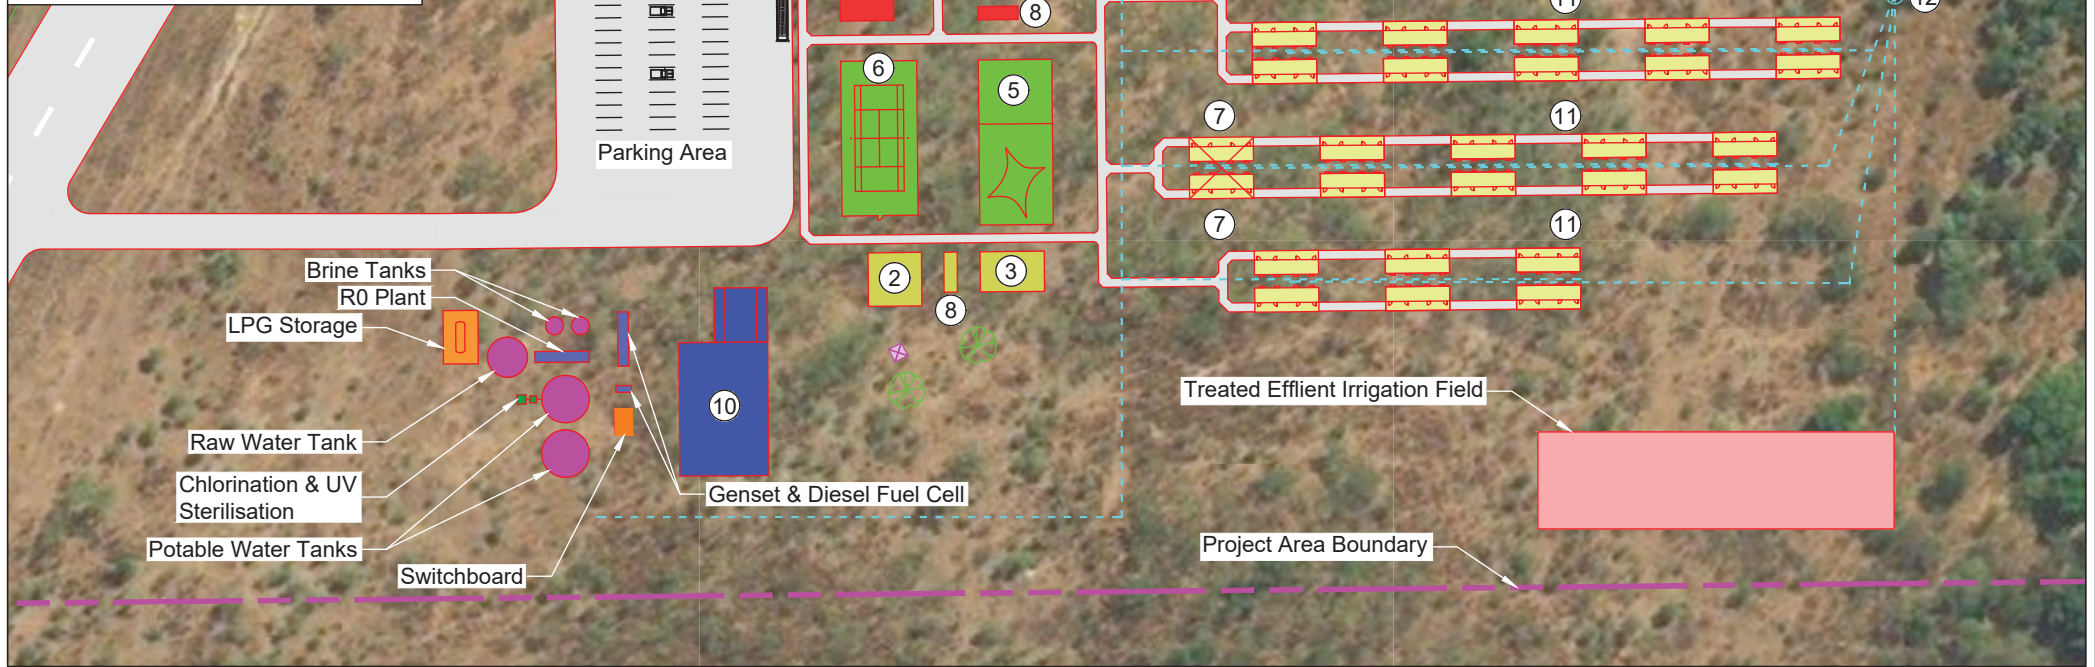 8
11
12
6
5
7
11
Parking Area
7
11
Brine Tanks
2
3
R0 Plant
8
LPG Storage
Treated Efflient Irrigation Field
10
Raw Water Tank
Chlorination & UV
Sterilisation
Genset & Diesel Fuel Cell
Potable Water Tanks
Project Area Boundary
Switchboard